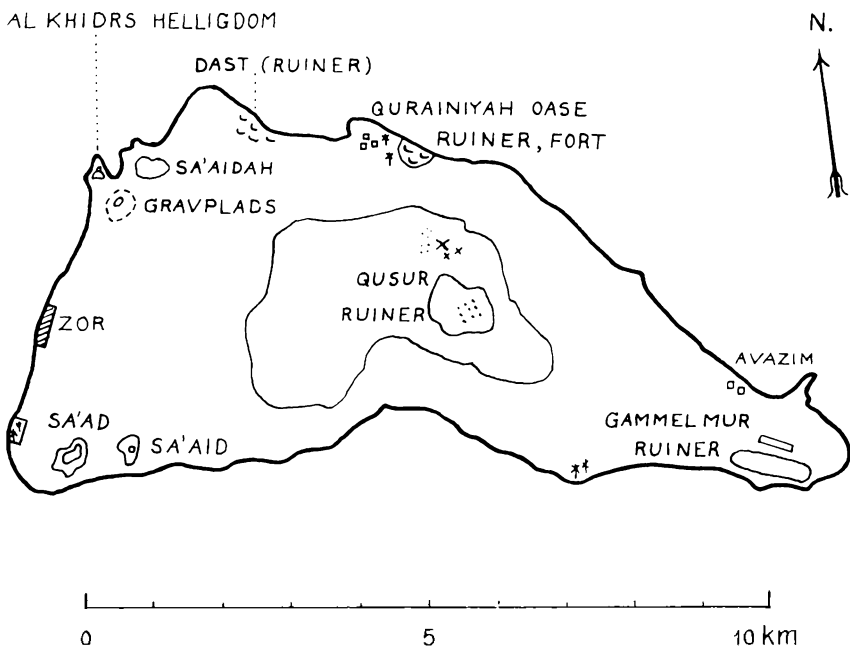 AL KHIDRS HELLIGDOM
N.
DAST (RUINER)
QURAINIYAH OASE
RUINER, FORT
SA'AIDAH
GRAVPLADS
QUSUR
RUINER
ZOR
AVAZIM
SA'AD
SA'AID
GAMMEL MUR
RUINER
0 5 10 km